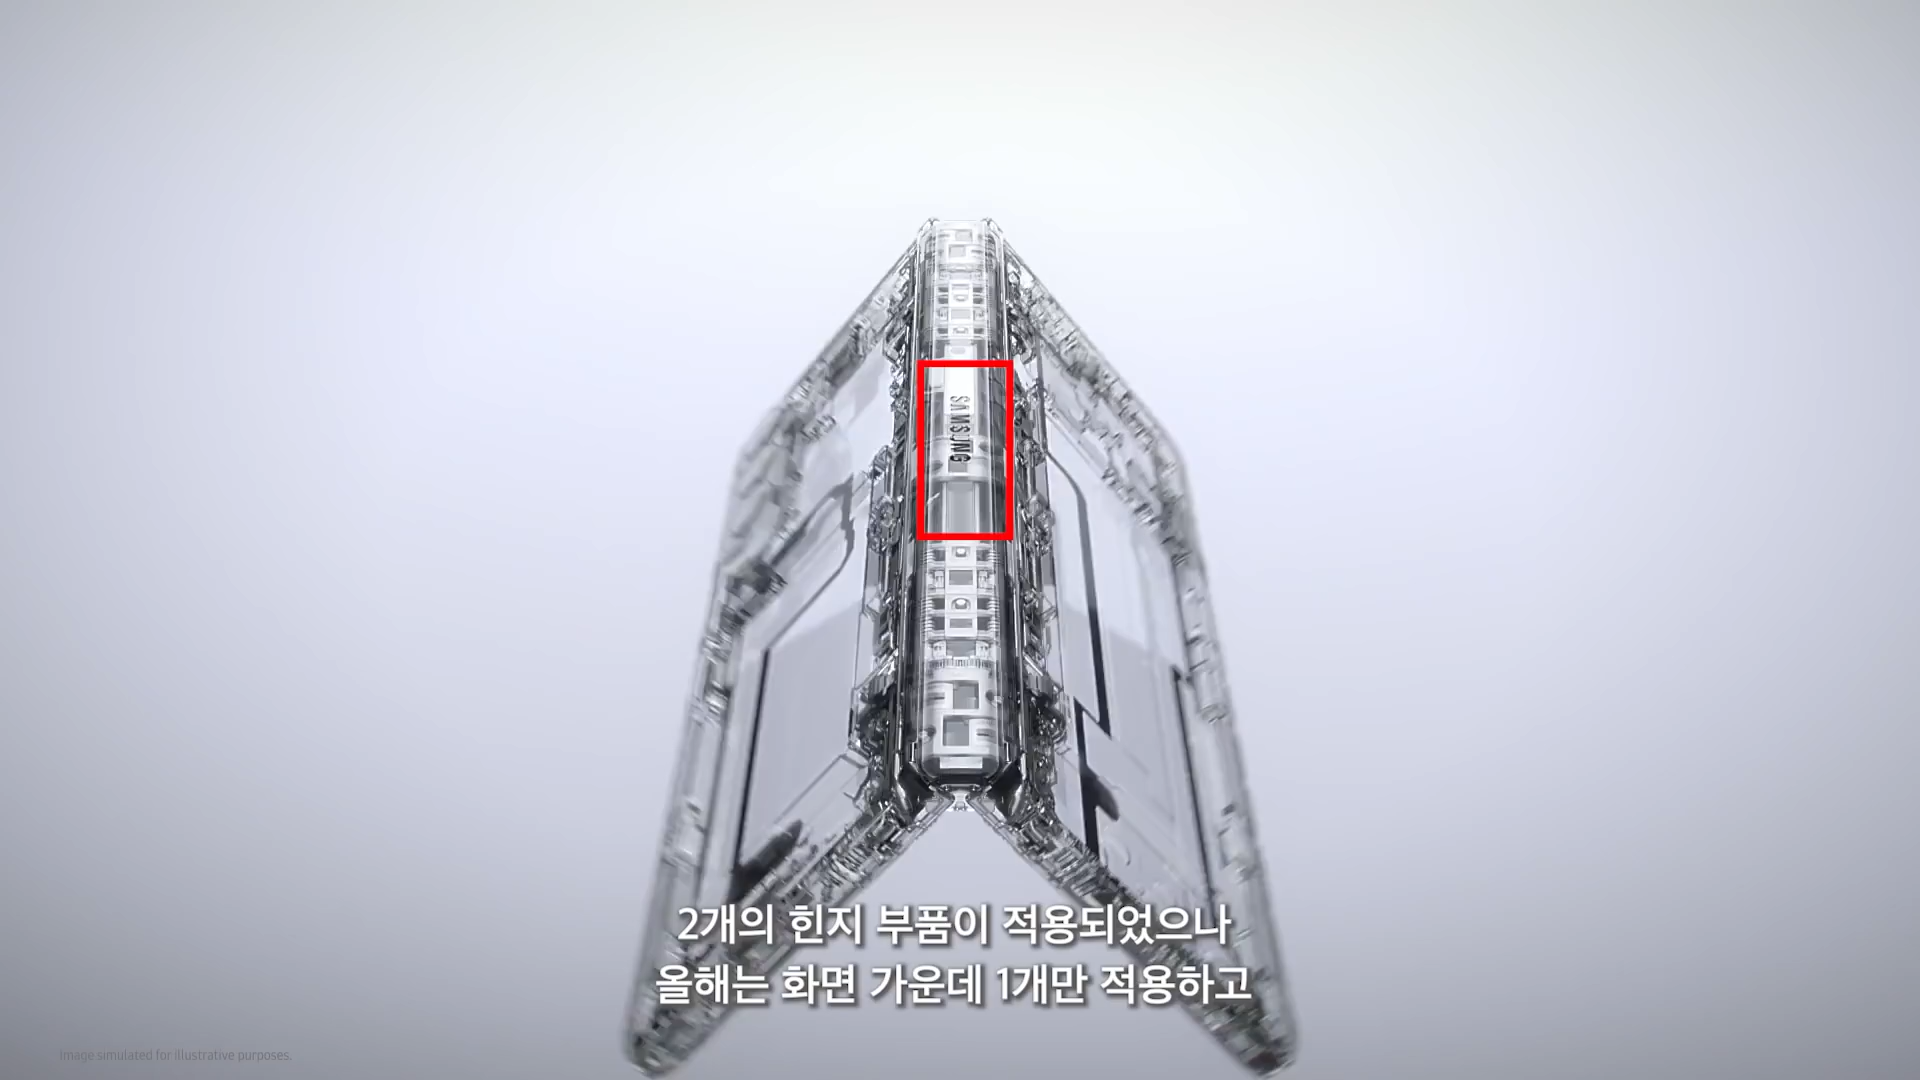 SAMSUNG
2개의 힌지 부품이 적용되었으나
올해는 화면 가운데 1개만 적용하고
Image simulated for illustrative purposes.